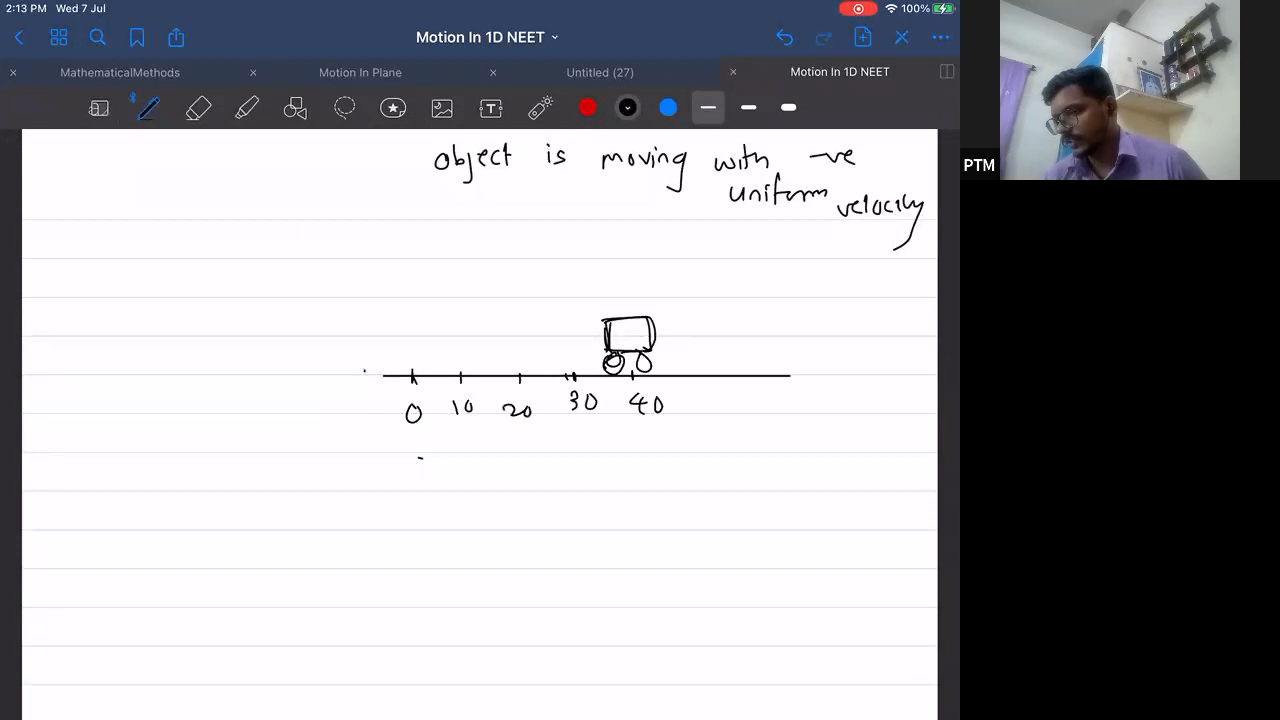 2:13 PM Wed 7 Jul
100%
Motion In 1D NEET
MathematicalMethods
Motion In Plane
Untitled (27)
Motion In 1D NEET
object is moving with -ve
uniform velocity
0 10 20 30 40
PTM